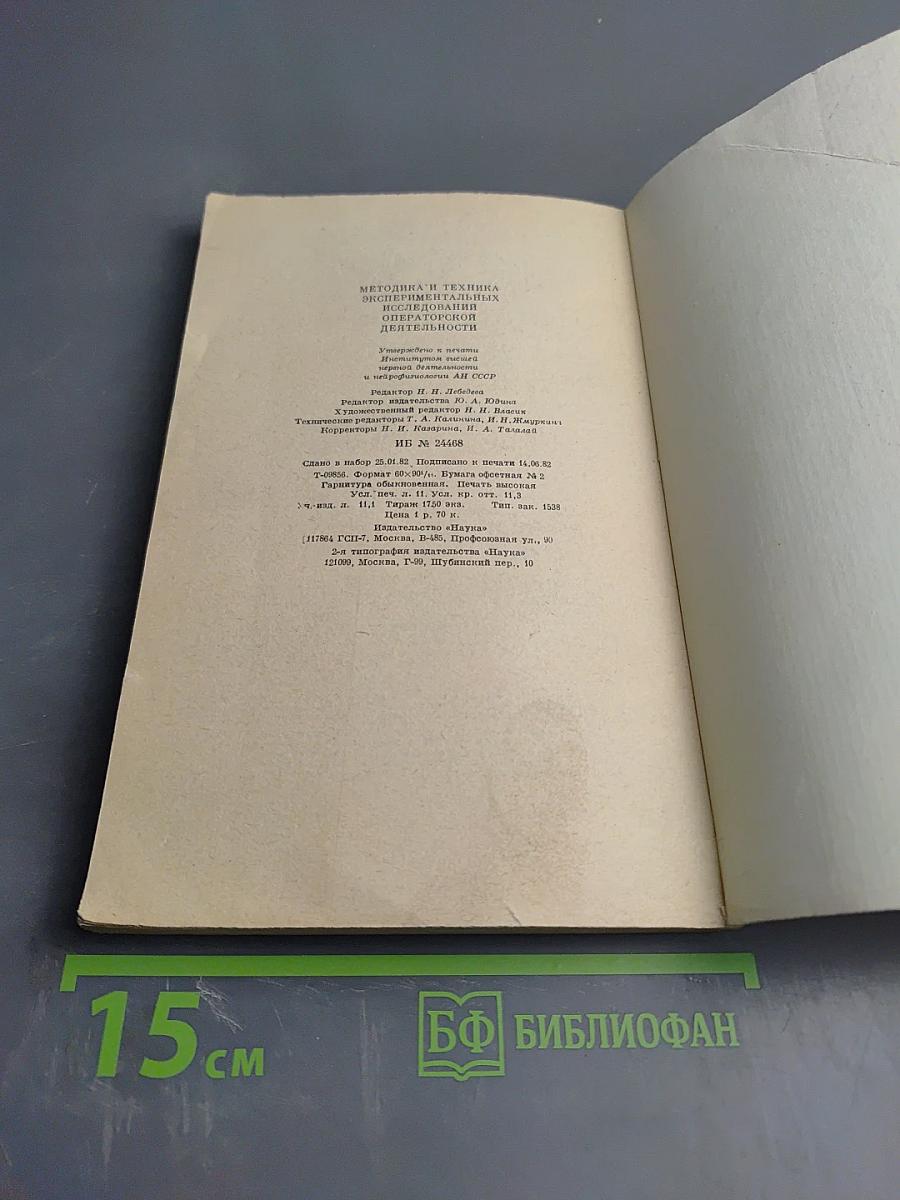 МЕТОДИКА И ТЕХНИКА
ЭКСПЕРИМЕНТАЛЬНЫХ
ИССЛЕДОВАНИЙ
ОПЕРАТОРСКОЙ
ДЕЯТЕЛЬНОСТИ
Утверждено к печати
Институтом высшей
нервной деятельности
и нейрофизиологии АН СССР
Редактор Н. Н. Лебедева
Редактор издательства Ю. А. Юдина
Художественный редактор Н. Н. Власик
Технические редакторы Т. А. Калинина, И. Н. Жмуркина
Корректоры Н. И. Казарина, И. А. Талалай
ИБ № 24468
Сдано в набор 25.01.82 Подписано к печати 14.06.82
Т-09856. Формат 60×90¹/₁₆. Бумага офсетная № 2
Гарнитура обыкновенная. Печать высокая
Усл. печ. л. 11. Усл. кр. отт. 11,3
Уч.-изд. л. 11,1 Тираж 1750 экз. Тип. зак. 1538
Цена 1 р. 70 к.
Издательство «Наука»
117864 ГСП-7, Москва, В-485, Профсоюзная ул., 90
2-я типография издательства «Наука»
121099, Москва, Г-99, Шубинский пер., 10
15 см
БФ БИБЛИОФАН